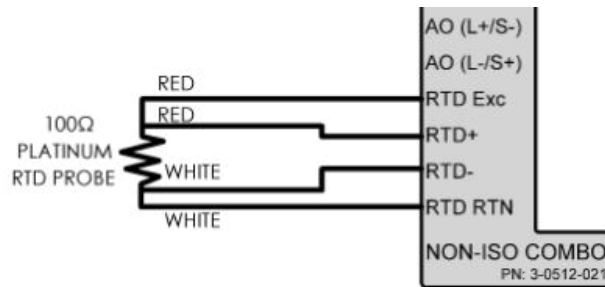 AO (L+/S-)
AO (L-/S+)
RED
RTD Exc
RED
100Ω
PLATINUM
RTD PROBE
RTD+
WHITE
RTD-
RTD RTN
WHITE
NON-ISO COMBO
PN: 3-0512-021